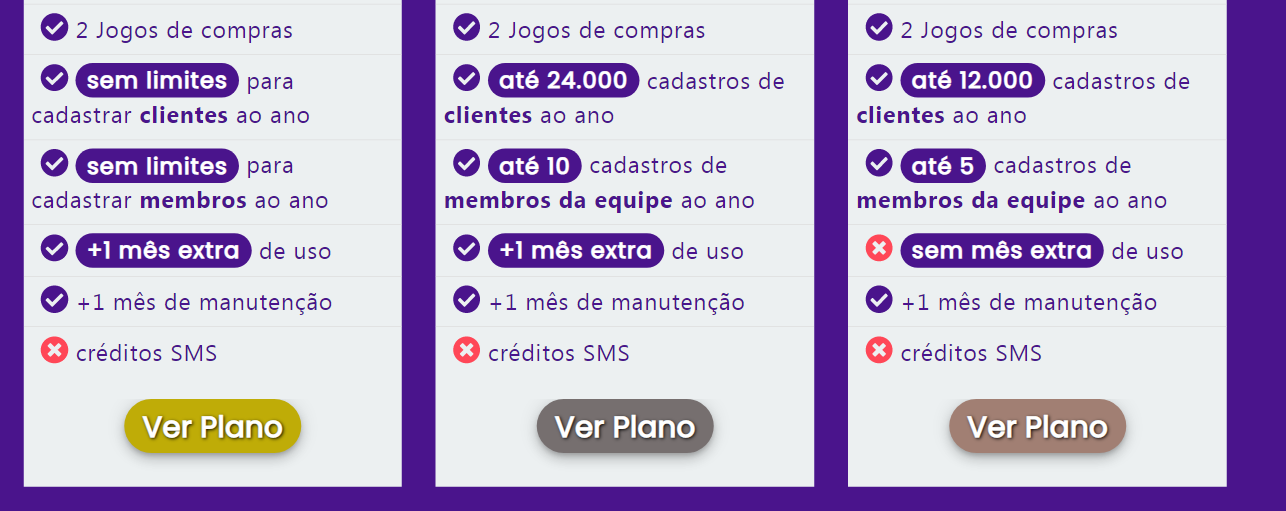 2 Jogos de compras
sem limites para
cadastrar clientes ao ano
sem limites para
cadastrar membros ao ano
+1 mês extra de uso
+1 mês de manutenção
créditos SMS
Ver Plano
2 Jogos de compras
até 24.000 cadastros de
clientes ao ano
até 10 cadastros de
membros da equipe ao ano
+1 mês extra de uso
+1 mês de manutenção
créditos SMS
Ver Plano
2 Jogos de compras
até 12.000 cadastros de
clientes ao ano
até 5 cadastros de
membros da equipe ao ano
sem mês extra de uso
+1 mês de manutenção
créditos SMS
Ver Plano